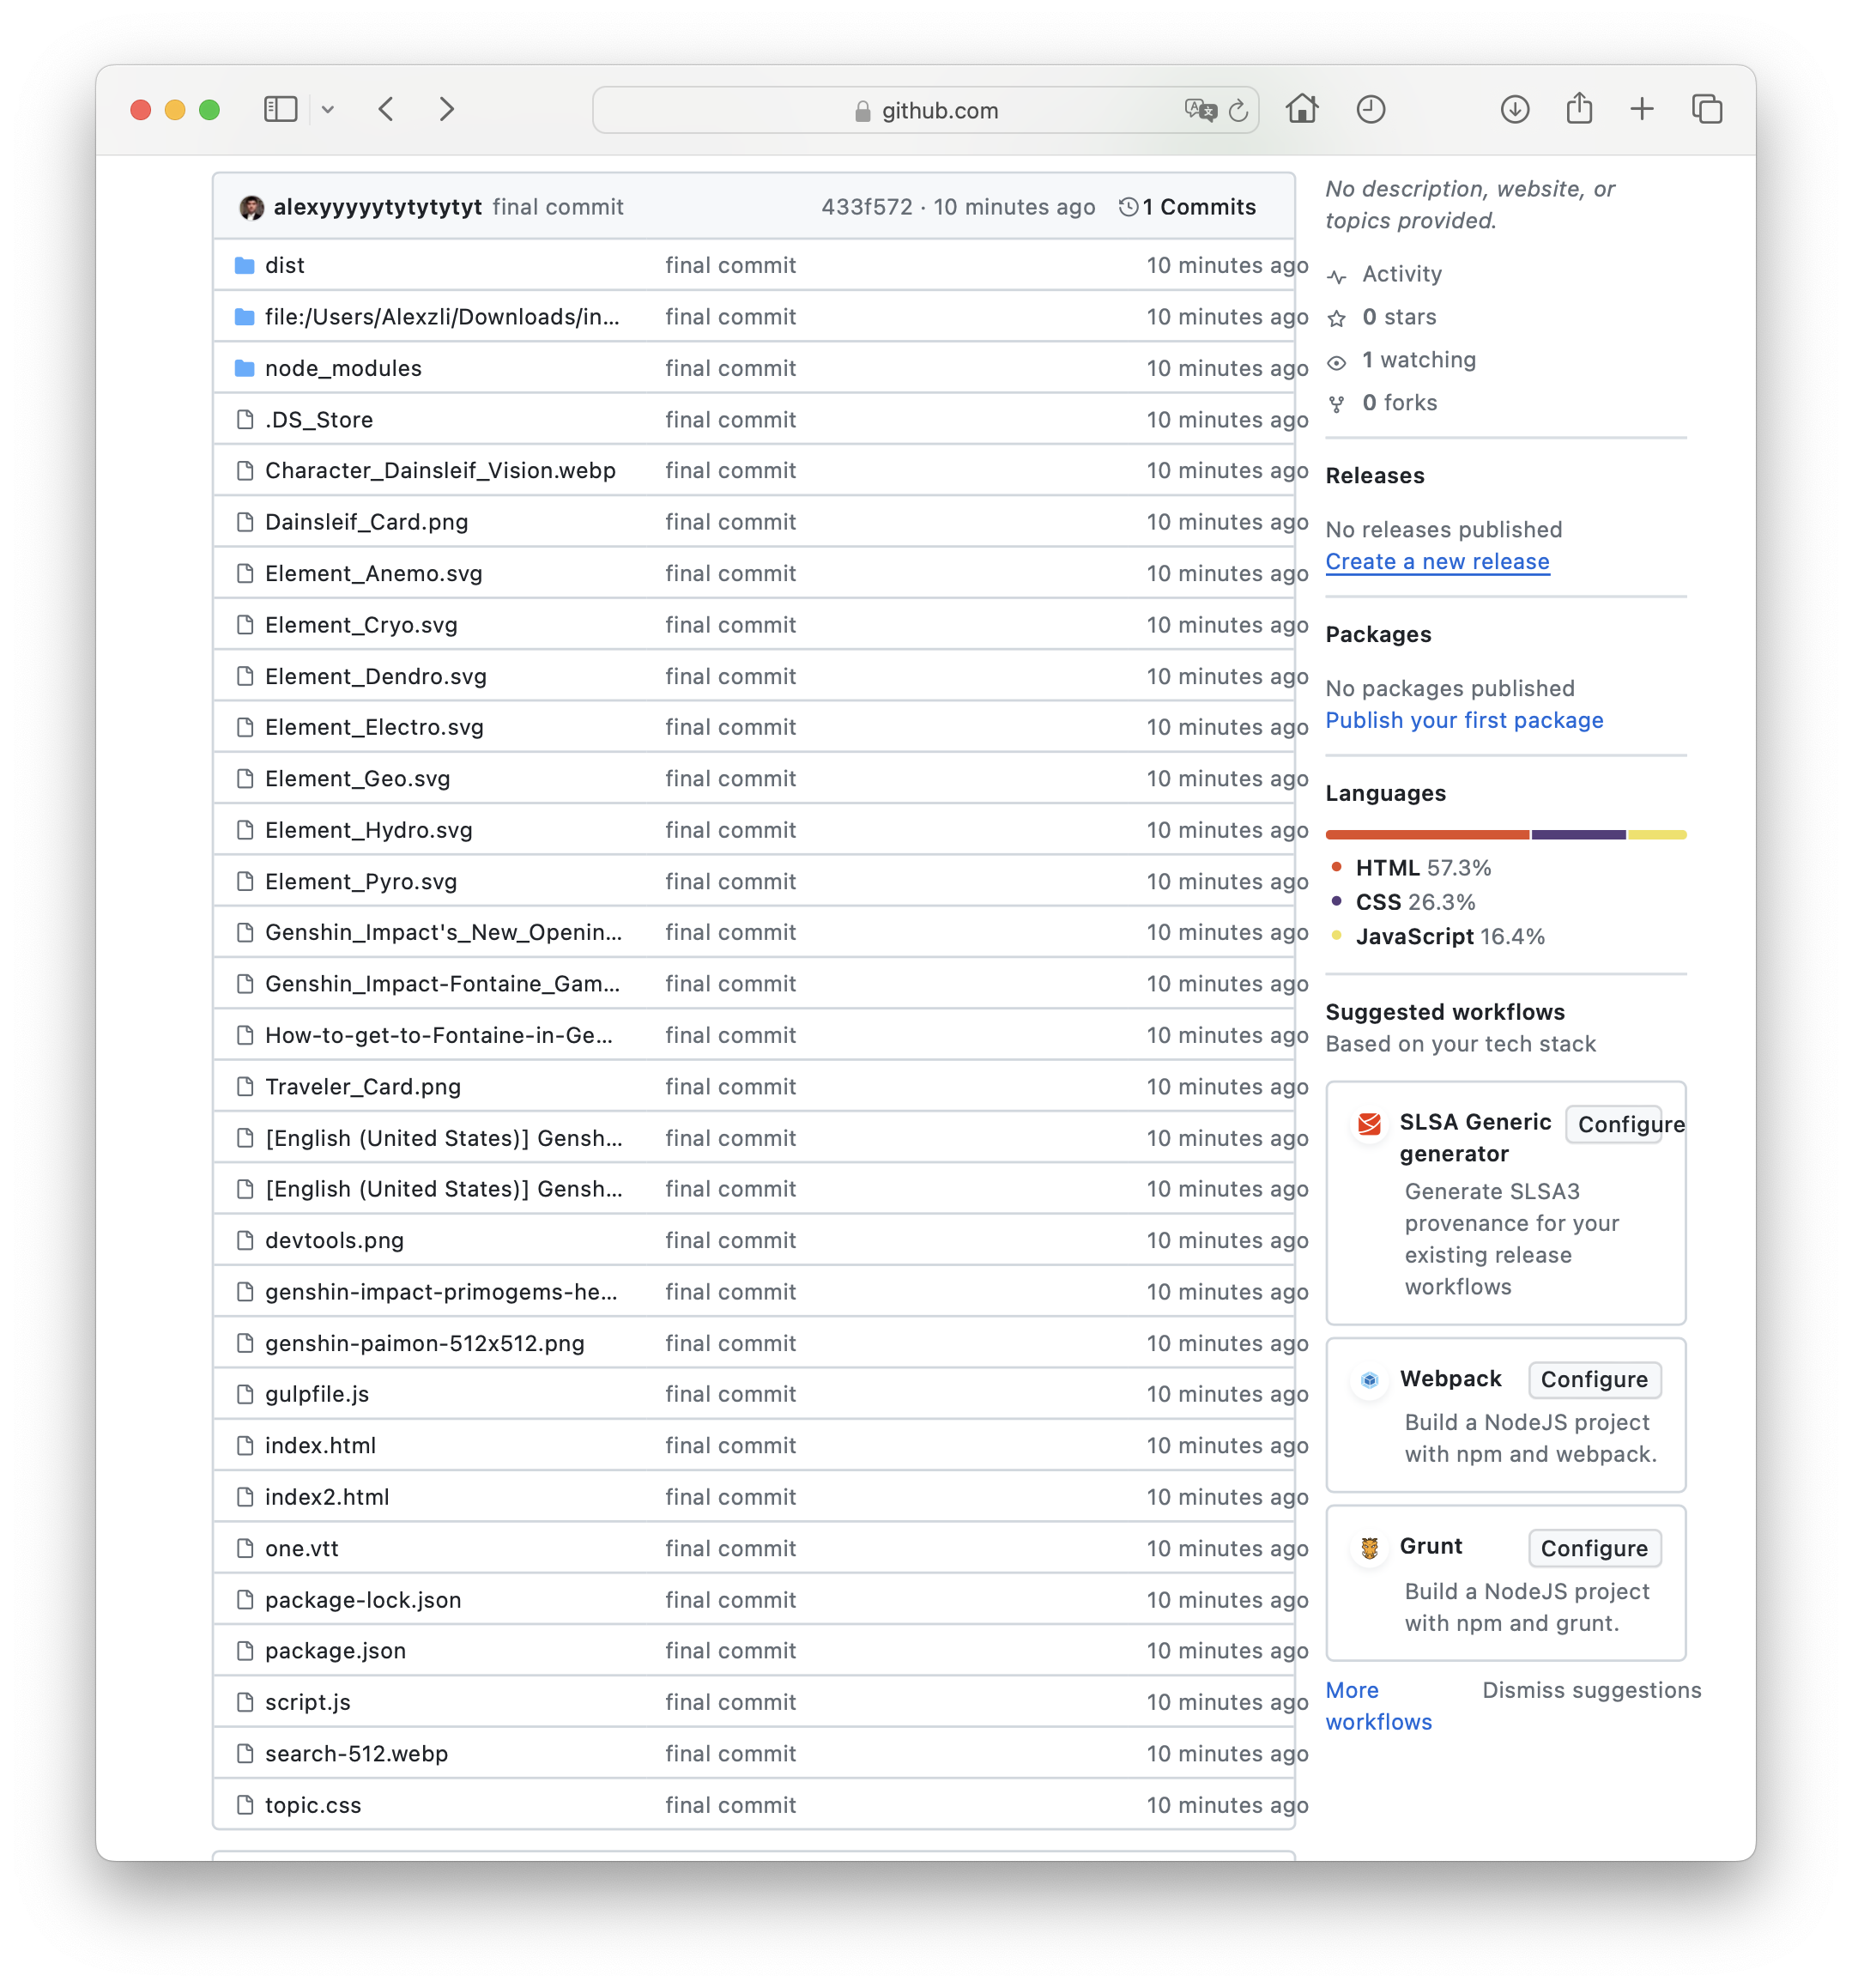 github.com
alexyyyyytytytytyt final commit 433f572 · 10 minutes ago 1 Commits
dist final commit 10 minutes ago
file:/Users/Alexzli/Downloads/in... final commit 10 minutes ago
node_modules final commit 10 minutes ago
.DS_Store final commit 10 minutes ago
Character_Dainsleif_Vision.webp final commit 10 minutes ago
Dainsleif_Card.png final commit 10 minutes ago
Element_Anemo.svg final commit 10 minutes ago
Element_Cryo.svg final commit 10 minutes ago
Element_Dendro.svg final commit 10 minutes ago
Element_Electro.svg final commit 10 minutes ago
Element_Geo.svg final commit 10 minutes ago
Element_Hydro.svg final commit 10 minutes ago
Element_Pyro.svg final commit 10 minutes ago
Genshin_Impact's_New_Openin... final commit 10 minutes ago
Genshin_Impact-Fontaine_Gam... final commit 10 minutes ago
How-to-get-to-Fontaine-in-Ge... final commit 10 minutes ago
Traveler_Card.png final commit 10 minutes ago
[English (United States)] Gensh... final commit 10 minutes ago
[English (United States)] Gensh... final commit 10 minutes ago
devtools.png final commit 10 minutes ago
genshin-impact-primogems-he... final commit 10 minutes ago
genshin-paimon-512x512.png final commit 10 minutes ago
gulpfile.js final commit 10 minutes ago
index.html final commit 10 minutes ago
index2.html final commit 10 minutes ago
one.vtt final commit 10 minutes ago
package-lock.json final commit 10 minutes ago
package.json final commit 10 minutes ago
script.js final commit 10 minutes ago
search-512.webp final commit 10 minutes ago
topic.css final commit 10 minutes ago
No description, website, or
topics provided.
Activity
0 stars
1 watching
0 forks
Releases
No releases published
Create a new release
Packages
No packages published
Publish your first package
Languages
HTML 57.3%
CSS 26.3%
JavaScript 16.4%
Suggested workflows
Based on your tech stack
SLSA Generic Configure
generator
Generate SLSA3
provenance for your
existing release
workflows
Webpack Configure
Build a NodeJS project
with npm and webpack.
Grunt Configure
Build a NodeJS project
with npm and grunt.
More Dismiss suggestions
workflows